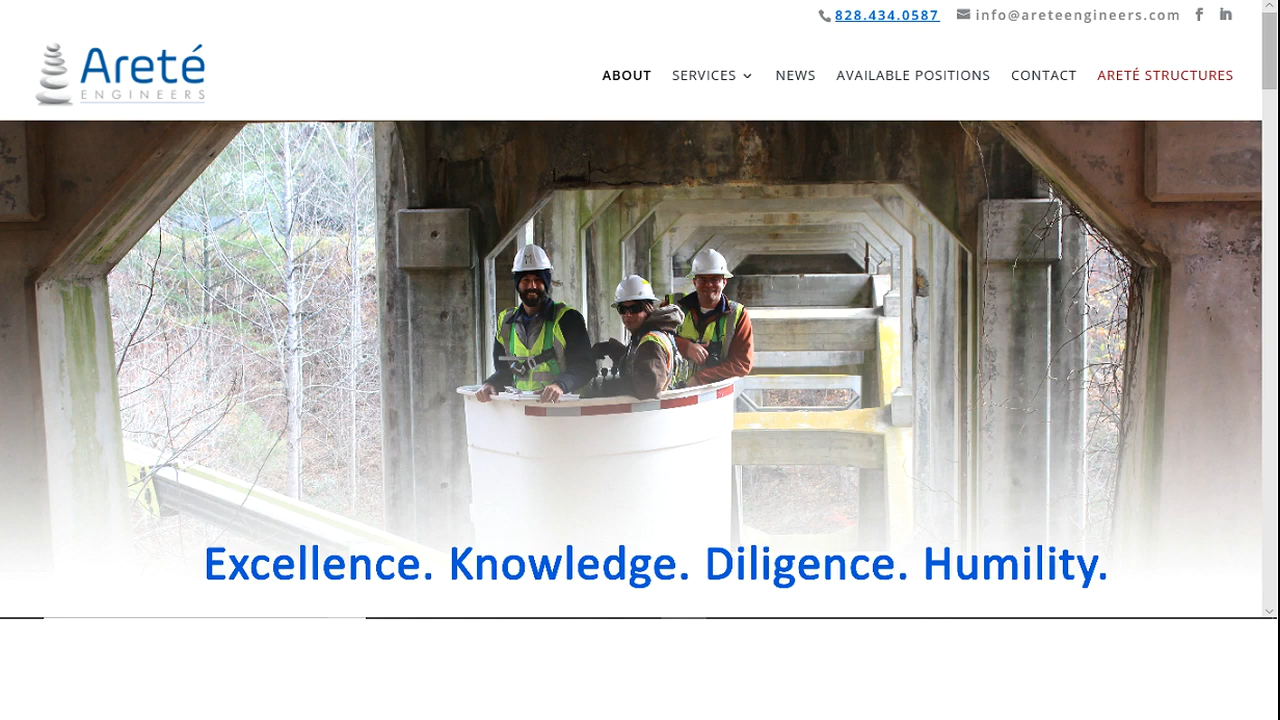 828.434.0587 info@areteengineers.com
Areté
ENGINEERS
ABOUT SERVICES NEWS AVAILABLE POSITIONS CONTACT ARETÉ STRUCTURES
Excellence. Knowledge. Diligence. Humility.